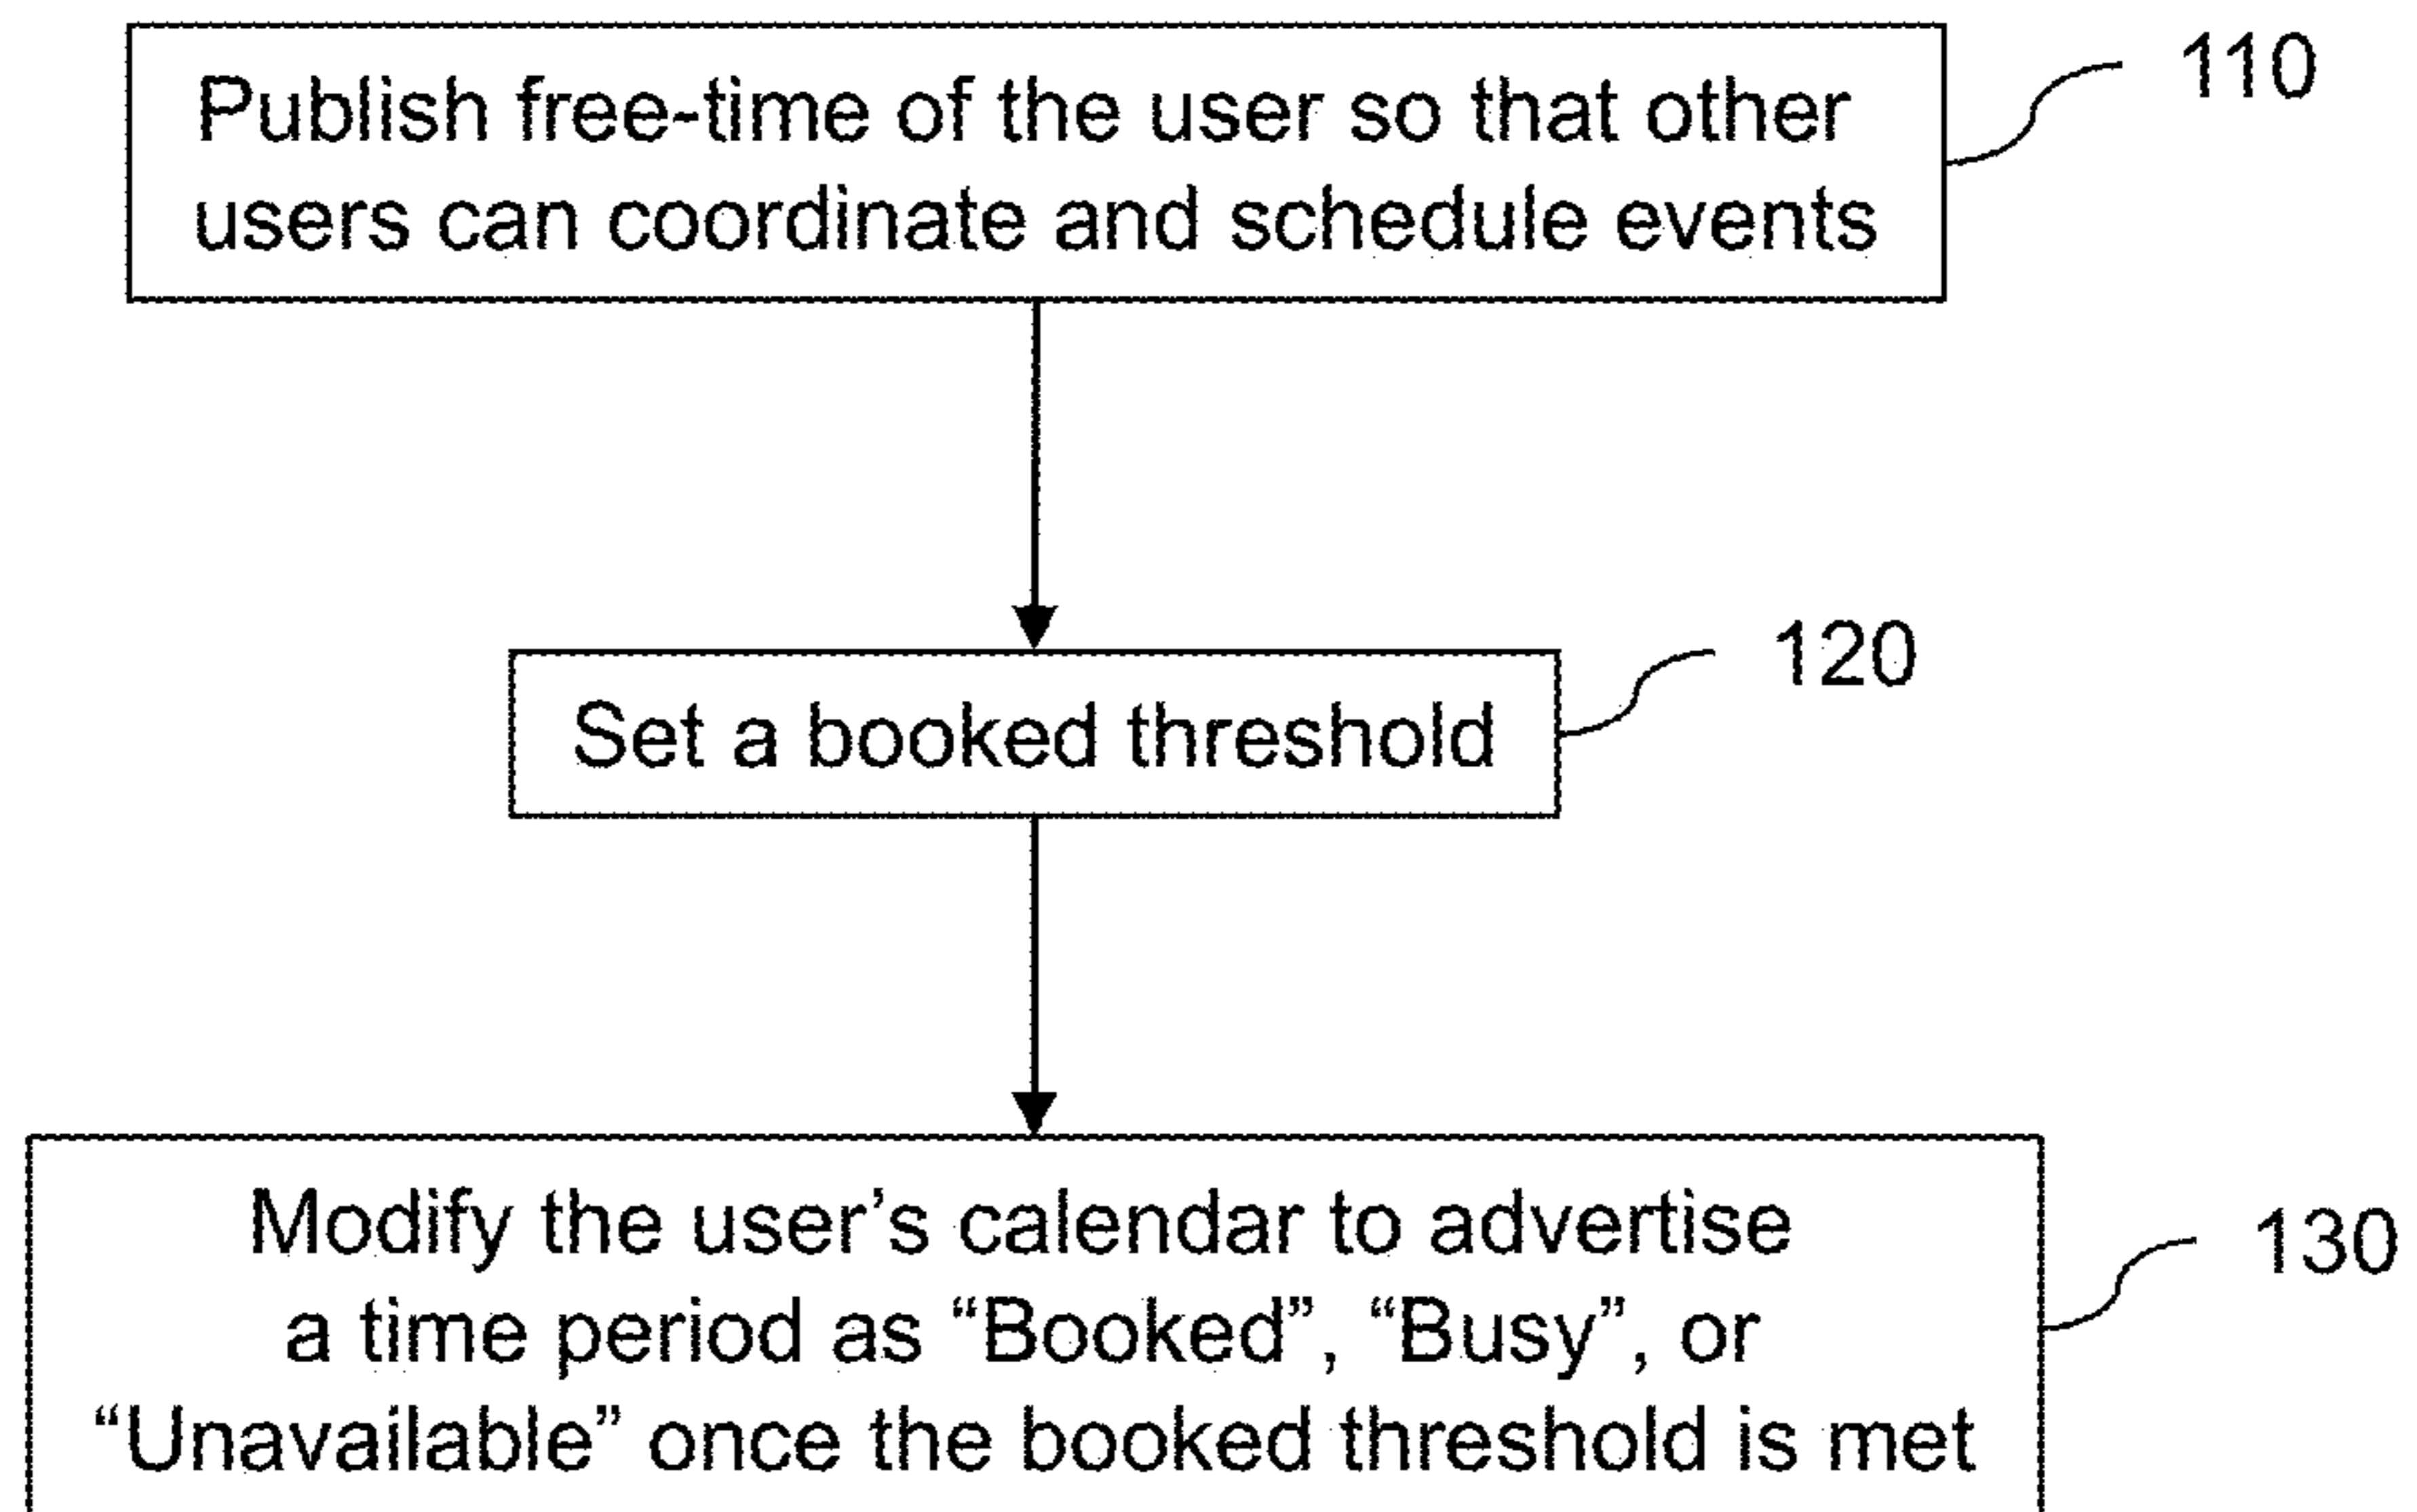 Publish free-time of the user so that other
users can coordinate and schedule events
110
Set a booked threshold
120
Modify the user’s calendar to advertise
a time period as “Booked”, “Busy”, or
“Unavailable” once the booked threshold is met
130